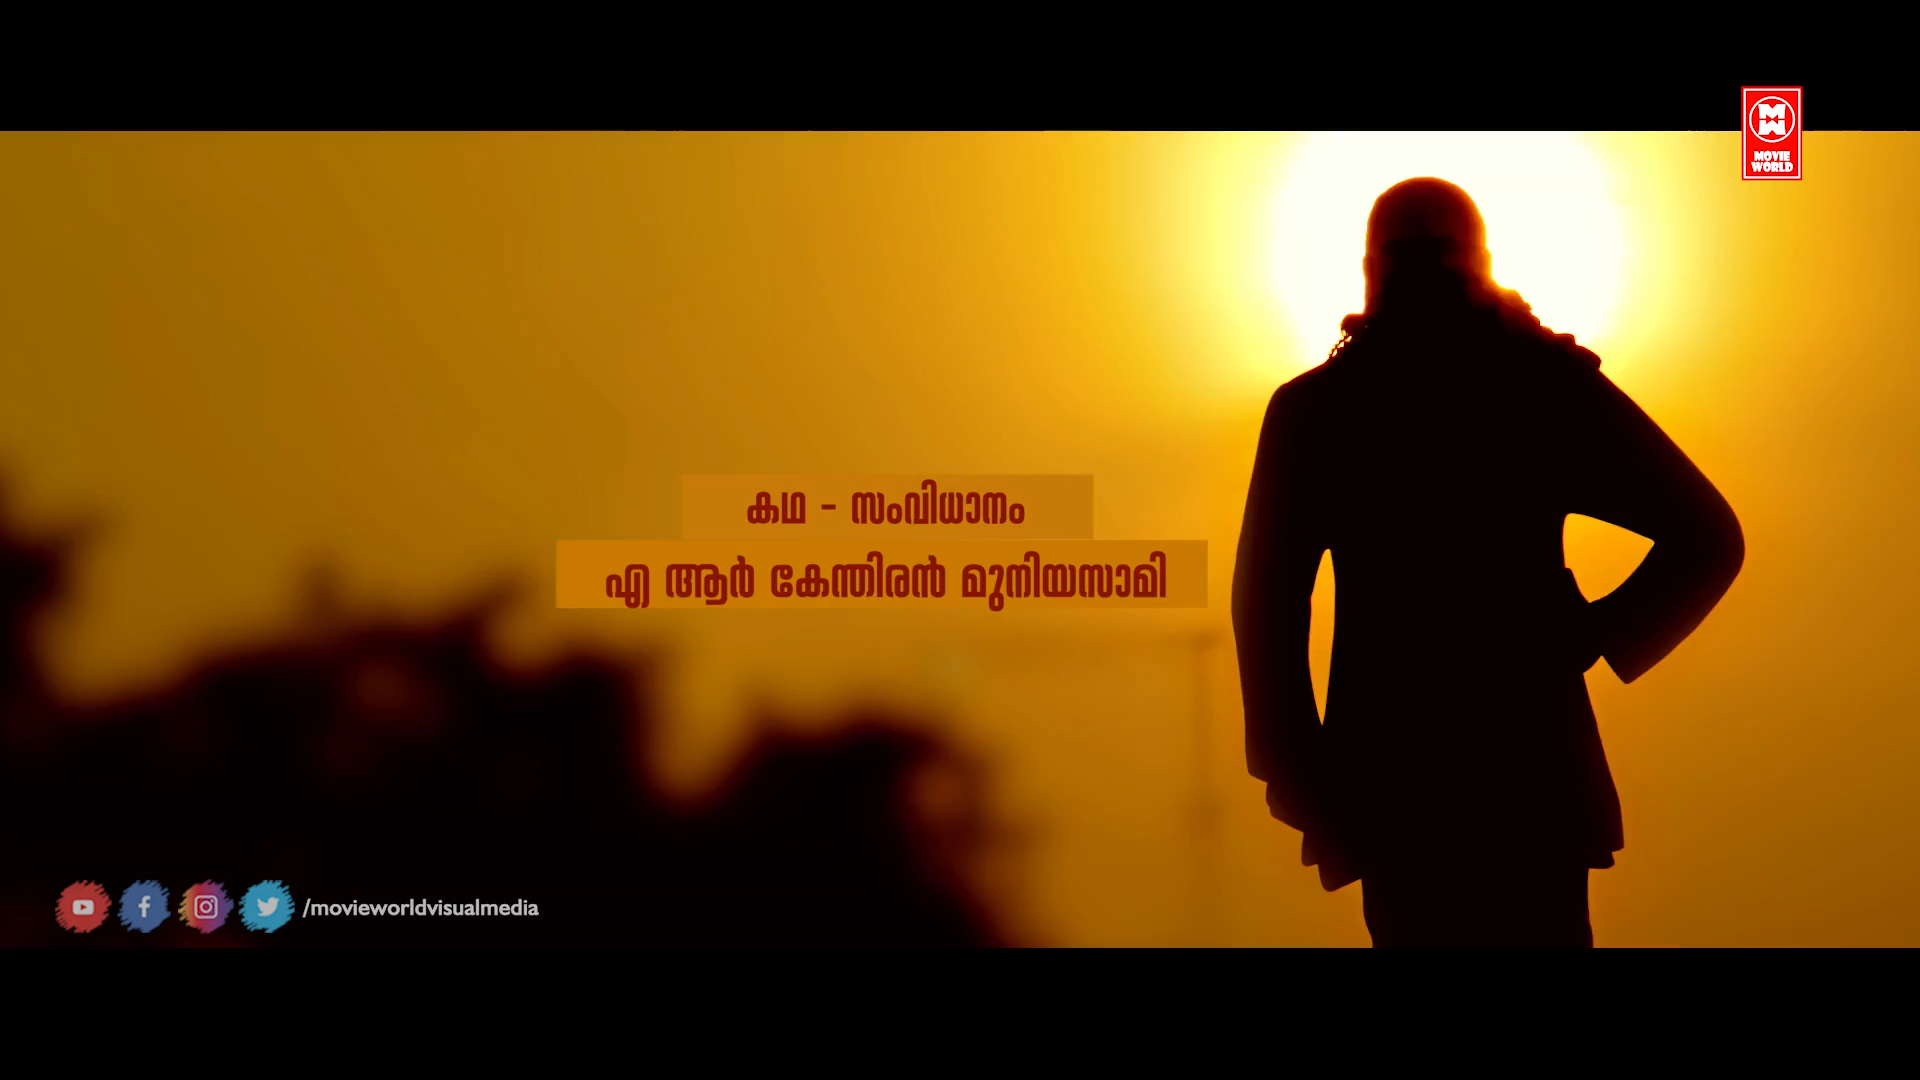 MOVIE
WORLD
കഥ - സംവിധാനം
എ ആർ കേന്തിരൻ മുനിയസാമി
/movieworldvisualmedia